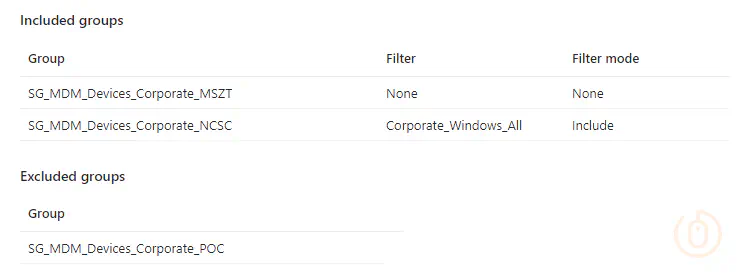 Included groups
Group Filter Filter mode
SG_MDM_Devices_Corporate_MSZT None None
SG_MDM_Devices_Corporate_NCSC Corporate_Windows_All Include
Excluded groups
Group
SG_MDM_Devices_Corporate_POC